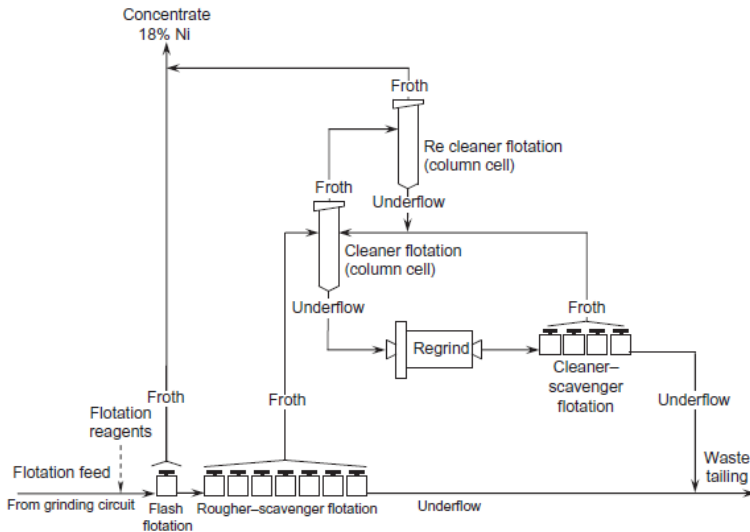 Concentrate
18% Ni
Froth
Re cleaner flotation
(column cell)
Froth
Underflow
Cleaner flotation
(column cell)
Underflow
Froth
Regrind
Cleaner–
scavenger
flotation
Froth
Froth
Underflow
Flotation
reagents
Flotation feed
Waste
tailing
From grinding circuit
Flash
flotation
Rougher–scavenger flotation
Underflow